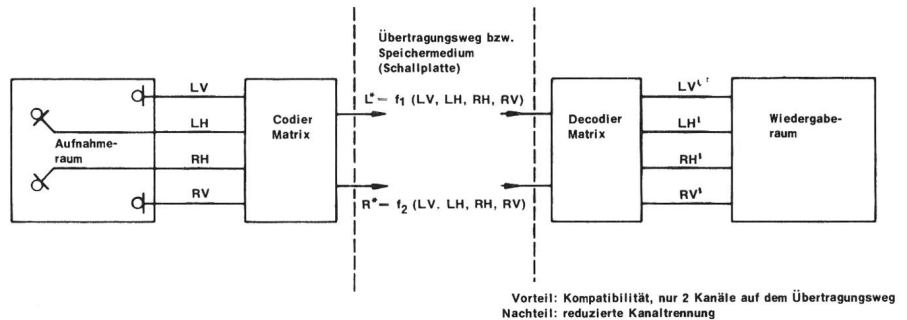 Übertragungsweg bzw.
Speichermedium
(Schallplatte)
LV
LH
RH
RV
Aufnahme-
raum
Codier
Matrix
L* – f₁ (LV, LH, RH, RV)
R* – f₂ (LV. LH, RH, RV)
Decodier
Matrix
LV'
LH'
RH'
RV'
Wiedergabe-
raum
Vorteil: Kompatibilität, nur 2 Kanäle auf dem Übertragungsweg
Nachteil: reduzierte Kanaltrennung